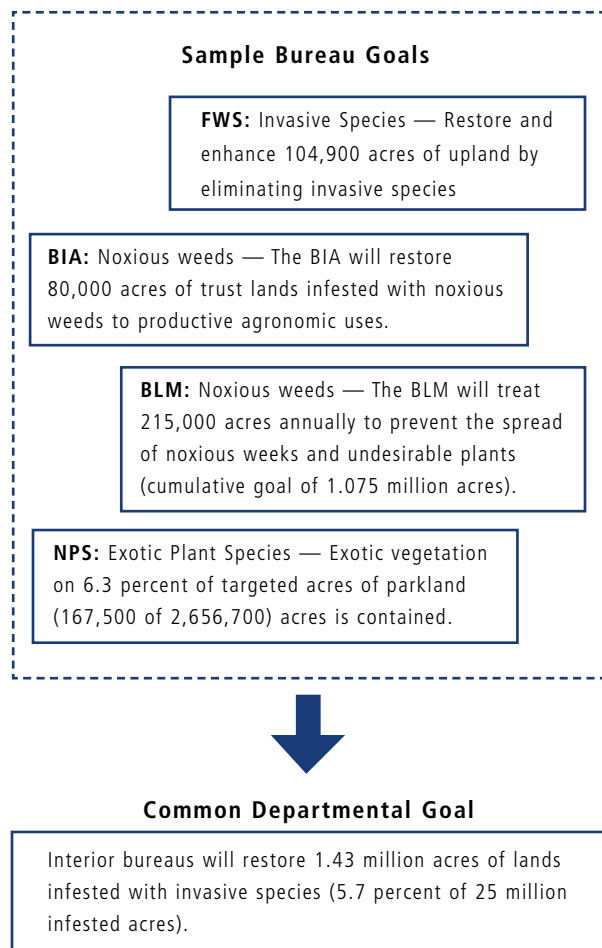 Sample Bureau Goals
FWS: Invasive Species — Restore and
enhance 104,900 acres of upland by
eliminating invasive species
BIA: Noxious weeds — The BIA will restore
80,000 acres of trust lands infested with noxious
weeds to productive agronomic uses.
BLM: Noxious weeds — The BLM will treat
215,000 acres annually to prevent the spread
of noxious weeks and undesirable plants
(cumulative goal of 1.075 million acres).
NPS: Exotic Plant Species — Exotic vegetation
on 6.3 percent of targeted acres of parkland
(167,500 of 2,656,700) acres is contained.
Common Departmental Goal
Interior bureaus will restore 1.43 million acres of lands
infested with invasive species (5.7 percent of 25 million
infested acres).